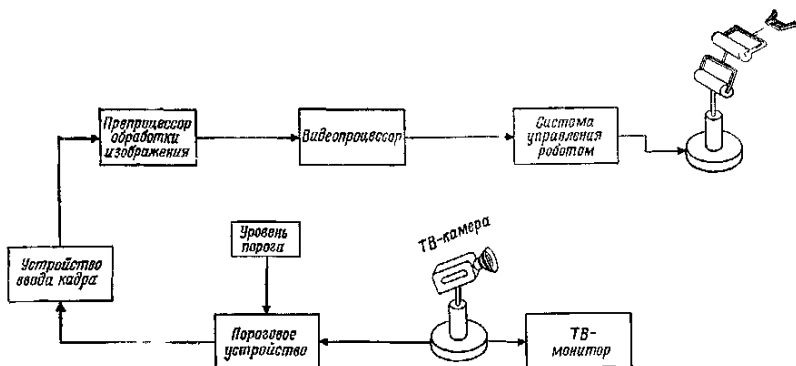 Препроцессор
обработки
изображения
Видеопроцессор
Система
управления
роботом
Уровень
порога
ТВ-камера
Устройство
ввода кадра
Пороговое
устройство
ТВ-
монитор